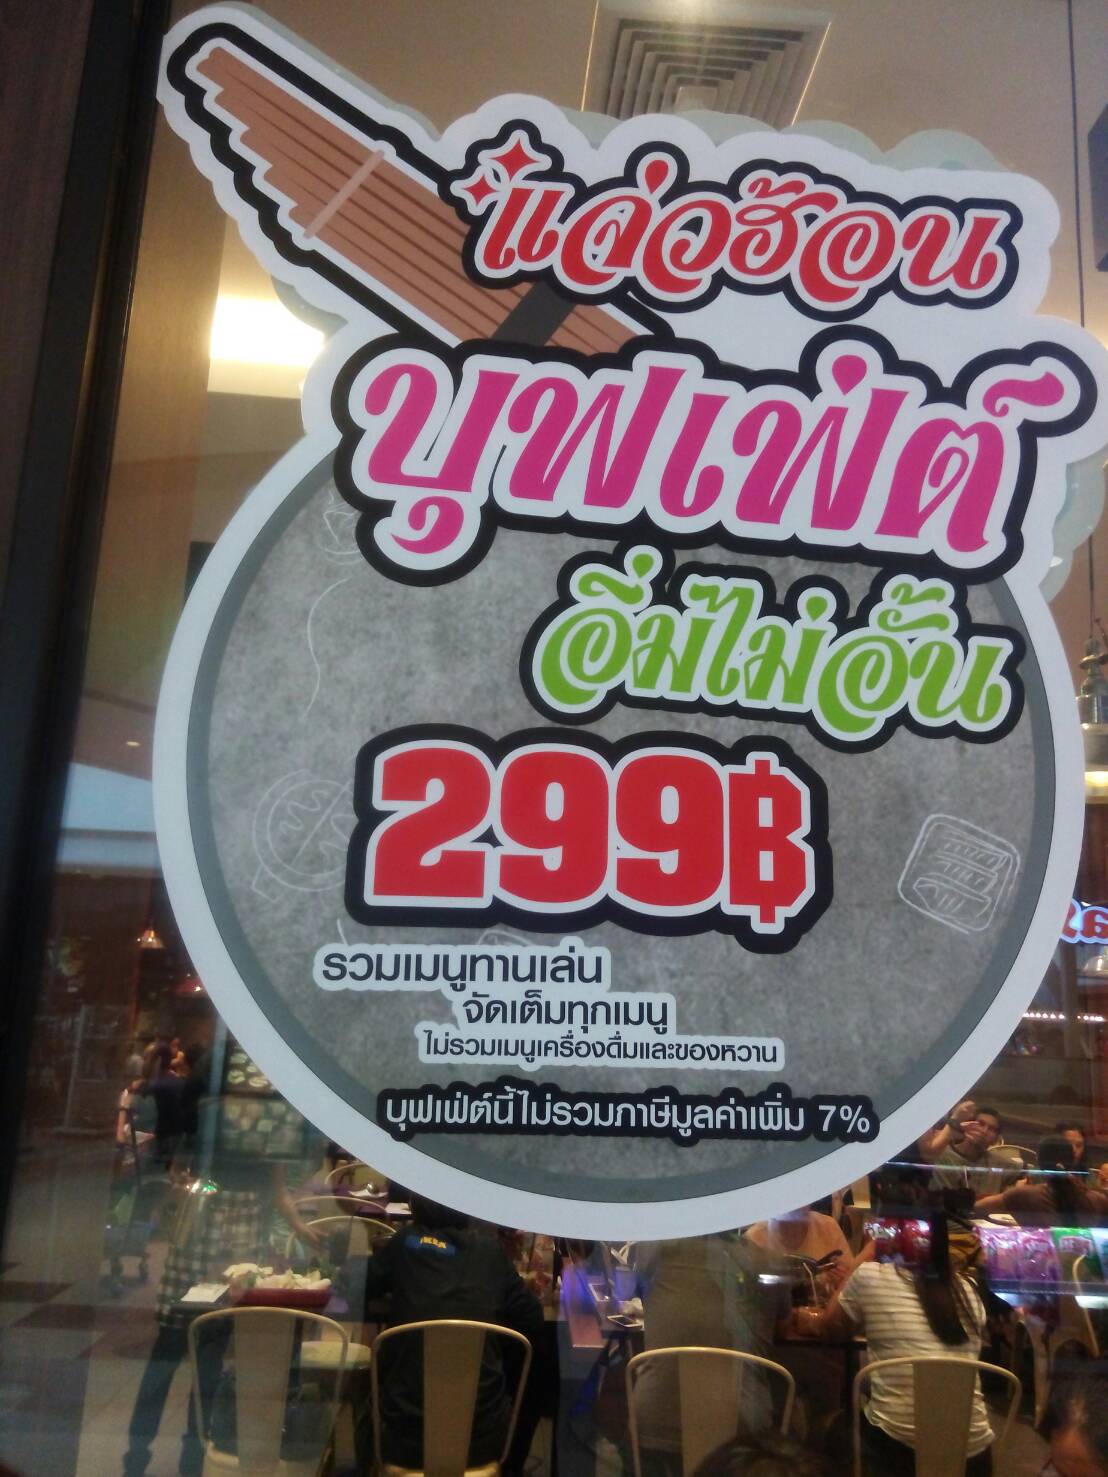 แจ่วฮ้อน
บุฟเฟ่ต์
อิ่มไม่อั้น
299฿
รวมเมนูทานเล่น
จัดเต็มทุกเมนู
ไม่รวมเมนูเครื่องดื่มและของหวาน
บุฟเฟ่ต์นี้ไม่รวมภาษีมูลค่าเพิ่ม 7%
IKEA